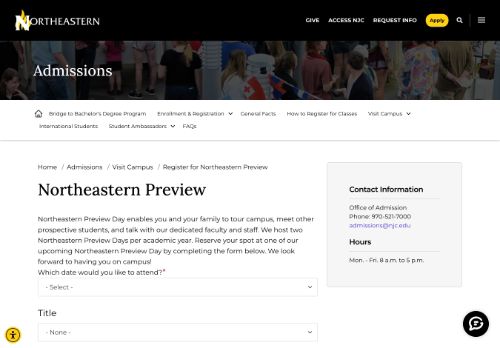 NORTHEASTERN
GIVE ACCESS NJC REQUEST INFO Apply
Admissions
Bridge to Bachelor's Degree Program Enrollment & Registration General Facts How to Register for Classes Visit Campus
International Students Student Ambassadors FAQs
Home / Admissions / Visit Campus / Register for Northeastern Preview
Northeastern Preview
Northeastern Preview Day enables you and your family to tour campus, meet other
prospective students, and talk with our dedicated faculty and staff. We host two
Northeastern Preview Days per academic year. Reserve your spot at one of our
upcoming Northeastern Preview Day by completing the form below. We look
forward to having you on campus!
Which date would you like to attend?*
- Select -
Title
- None -
Contact Information
Office of Admission
Phone: 970-521-7000
admissions@njc.edu
Hours
Mon. - Fri. 8 a.m. to 5 p.m.